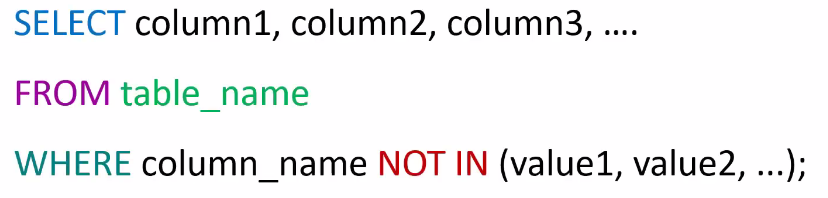 SELECT column1, column2, column3, ....
FROM table_name
WHERE column_name NOT IN (value1, value2, ...);